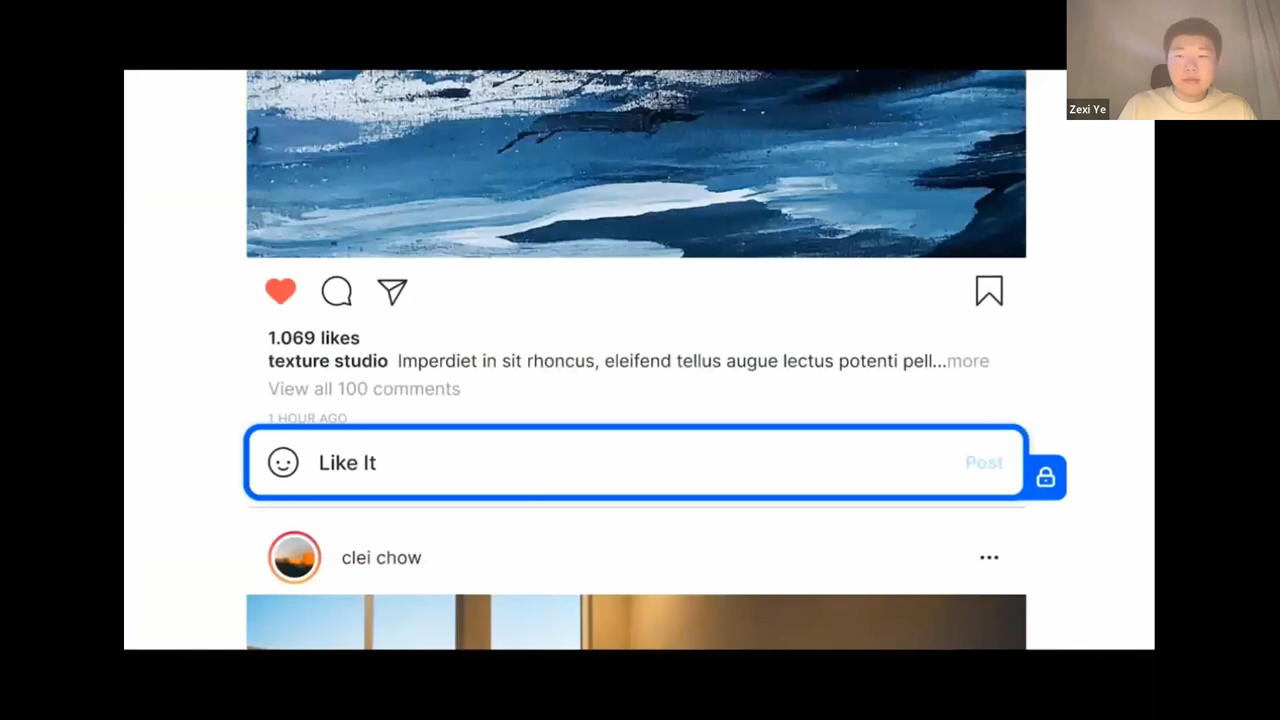 Zexi Ye
1.069 likes
texture studio Imperdiet in sit rhoncus, eleifend tellus augue lectus potenti pell...more
View all 100 comments
1 HOUR AGO
Like It Post
clei chow